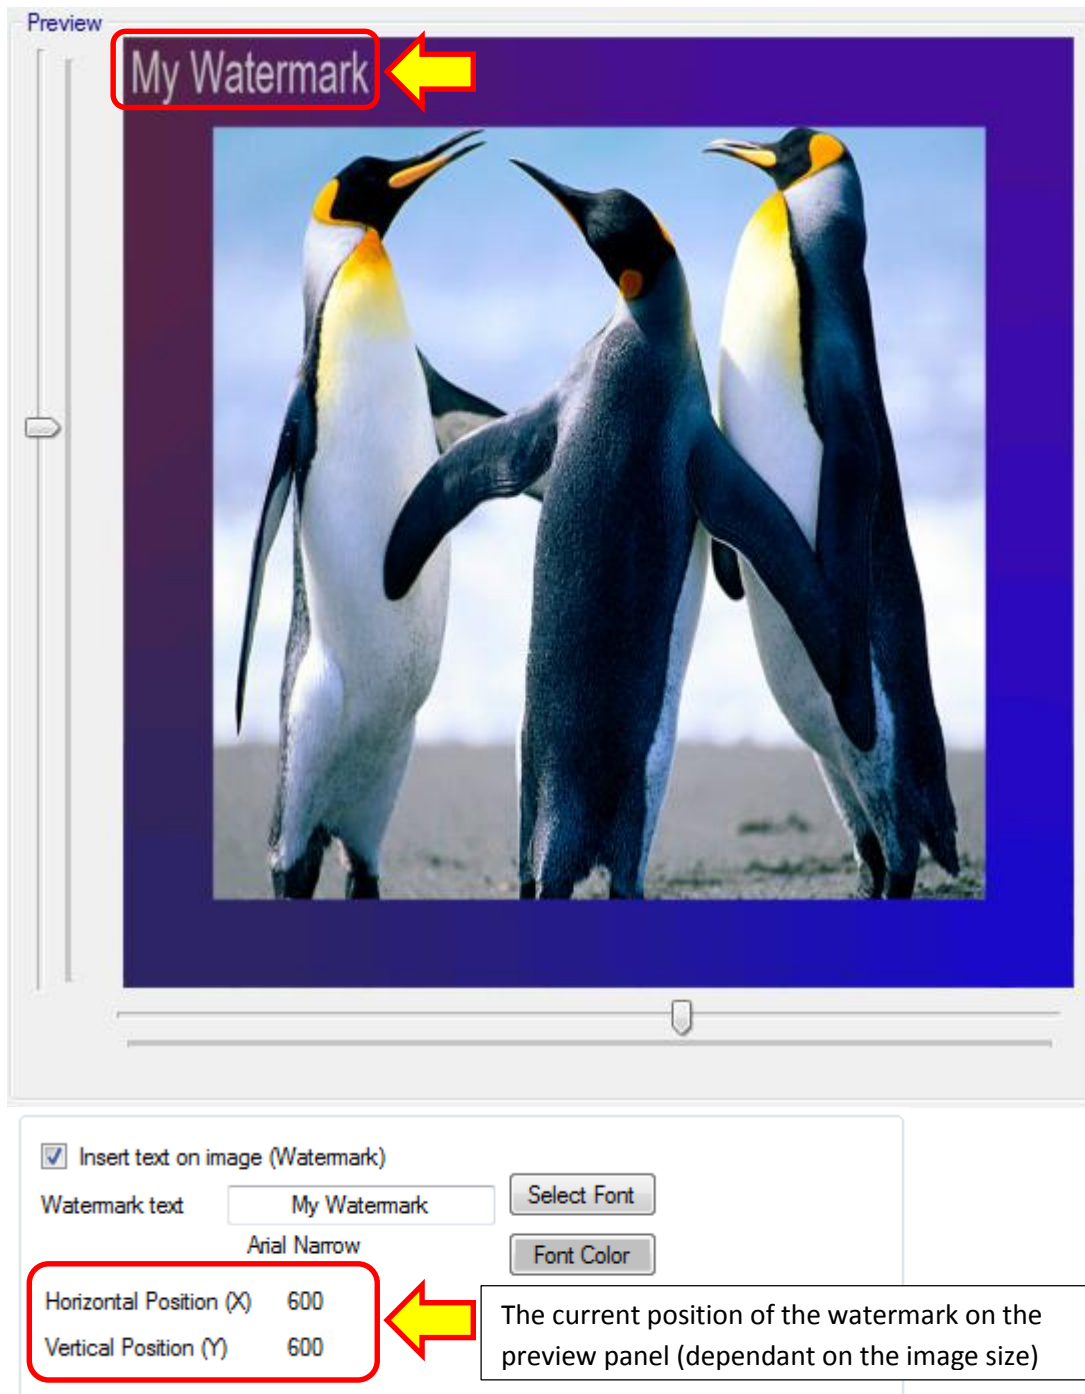 Preview
My Watermark
Insert text on image (Watermark)
Watermark text My Watermark Select Font
Arial Narrow Font Color
Horizontal Position (X) 600
Vertical Position (Y) 600
The current position of the watermark on the
preview panel (dependant on the image size)